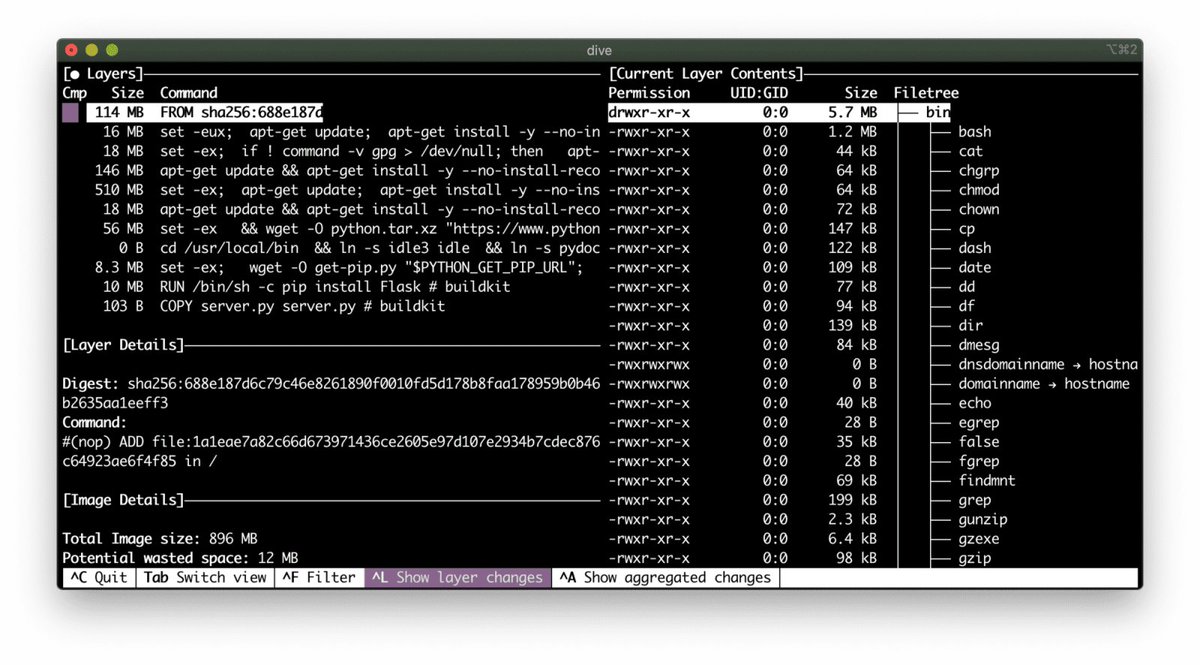 dive
⌥⌘2
[● Layers]
Cmp Size Command
114 MB FROM sha256:688e187d
16 MB set -eux; apt-get update; apt-get install -y --no-in
18 MB set -ex; if ! command -v gpg > /dev/null; then apt-
146 MB apt-get update && apt-get install -y --no-install-reco
510 MB set -ex; apt-get update; apt-get install -y --no-ins
18 MB apt-get update && apt-get install -y --no-install-reco
56 MB set -ex && wget -O python.tar.xz "https://www.python
0 B cd /usr/local/bin && ln -s idle3 idle && ln -s pydoc
8.3 MB set -ex; wget -O get-pip.py "$PYTHON_GET_PIP_URL";
10 MB RUN /bin/sh -c pip install Flask # buildkit
103 B COPY server.py server.py # buildkit
[Layer Details]
Digest: sha256:688e187d6c79c46e8261890f0010fd5d178b8faa178959b0b46
b2635aa1eeff3
Command:
#(nop) ADD file:1a1eae7a82c66d673971436ce2605e97d107e2934b7cdec876
c64923ae6f4f85 in /
[Image Details]
Total Image size: 896 MB
Potential wasted space: 12 MB
[Current Layer Contents]
Permission UID:GID Size Filetree
drwxr-xr-x 0:0 5.7 MB ├── bin
-rwxr-xr-x 0:0 1.2 MB │ ├── bash
-rwxr-xr-x 0:0 44 kB │ ├── cat
-rwxr-xr-x 0:0 64 kB │ ├── chgrp
-rwxr-xr-x 0:0 64 kB │ ├── chmod
-rwxr-xr-x 0:0 72 kB │ ├── chown
-rwxr-xr-x 0:0 147 kB │ ├── cp
-rwxr-xr-x 0:0 122 kB │ ├── dash
-rwxr-xr-x 0:0 109 kB │ ├── date
-rwxr-xr-x 0:0 77 kB │ ├── dd
-rwxr-xr-x 0:0 94 kB │ ├── df
-rwxr-xr-x 0:0 139 kB │ ├── dir
-rwxr-xr-x 0:0 84 kB │ ├── dmesg
-rwxrwxrwx 0:0 0 B │ ├── dnsdomainname → hostna
-rwxrwxrwx 0:0 0 B │ ├── domainname → hostname
-rwxr-xr-x 0:0 40 kB │ ├── echo
-rwxr-xr-x 0:0 28 B │ ├── egrep
-rwxr-xr-x 0:0 35 kB │ ├── false
-rwxr-xr-x 0:0 28 B │ ├── fgrep
-rwxr-xr-x 0:0 69 kB │ ├── findmnt
-rwxr-xr-x 0:0 199 kB │ ├── grep
-rwxr-xr-x 0:0 2.3 kB │ ├── gunzip
-rwxr-xr-x 0:0 6.4 kB │ ├── gzexe
-rwxr-xr-x 0:0 98 kB │ ├── gzip
^C Quit Tab Switch view ^F Filter ^L Show layer changes ^A Show aggregated changes